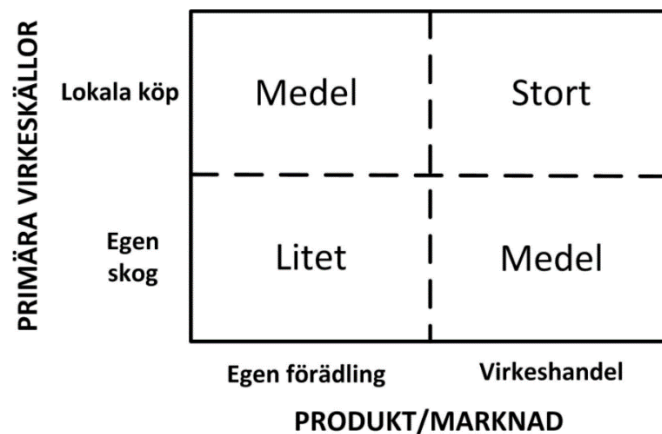 PRIMÄRA VIRKESKÄLLOR
Lokala köp
Medel
Stort
Egen
skog
Litet
Medel
Egen förädling
Virkeshandel
PRODUKT/MARKNAD